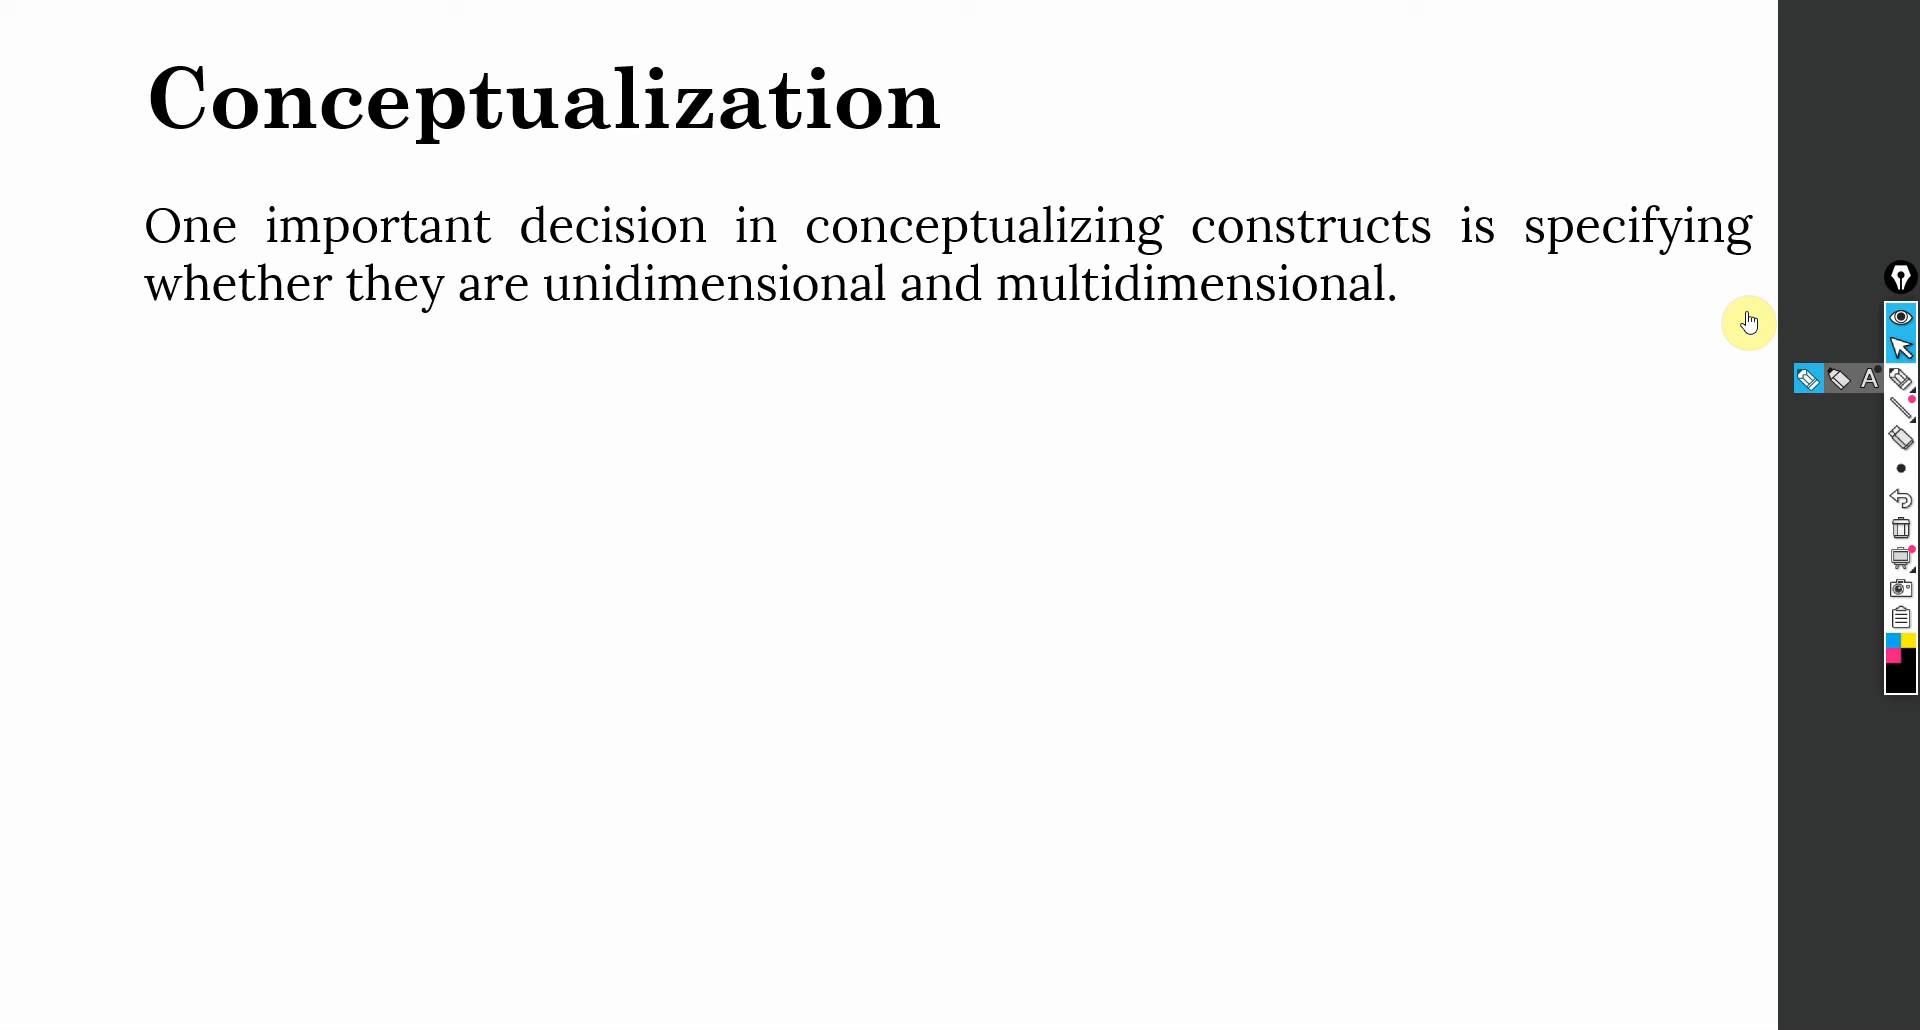 Conceptualization
One important decision in conceptualizing constructs is specifying
whether they are unidimensional and multidimensional.
A